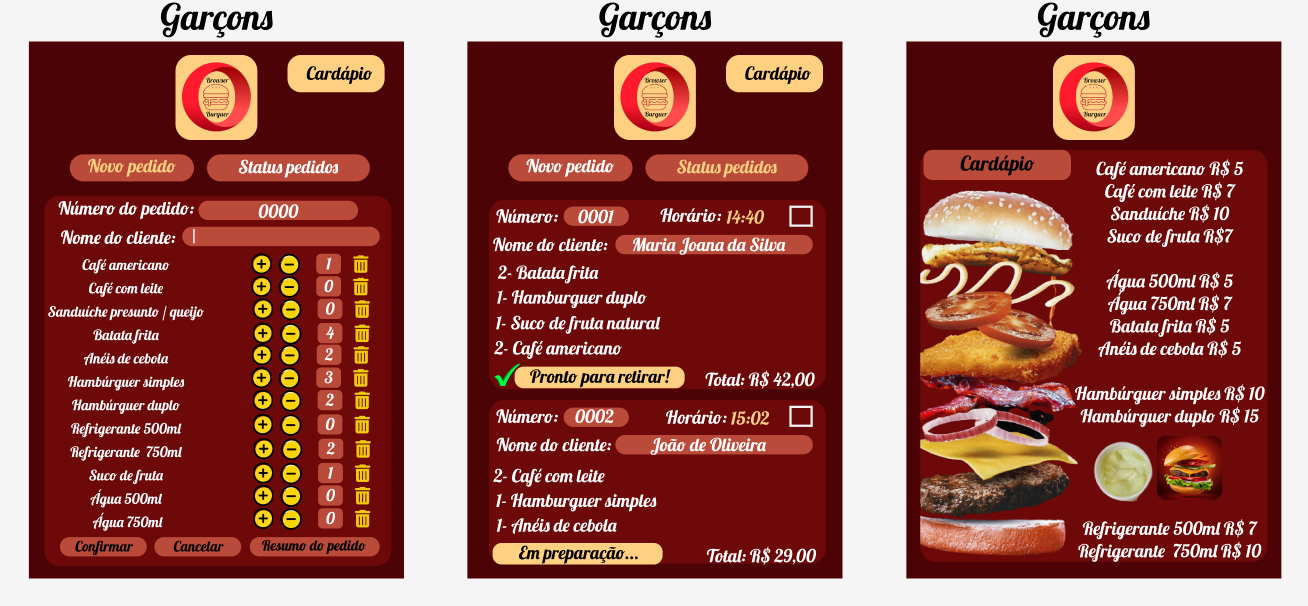 Garçons
Browser
Burguer
Cardápio
Novo pedido Status pedidos
Número do pedido: 0000
Nome do cliente:
Café americano 1
Café com leite 0
Sanduíche presunto / queijo 0
Batata frita 4
Anéis de cebola 2
Hambúrguer simples 3
Hambúrguer duplo 2
Refrigerante 500ml 0
Refrigerante 750ml 2
Suco de fruta 1
Água 500ml 0
Água 750ml 0
Confirmar Cancelar Resumo do pedido
Garçons
Browser
Burguer
Cardápio
Novo pedido Status pedidos
Número: 0001 Horário: 14:40
Nome do cliente: Maria Joana da Silva
2- Batata frita
1- Hamburguer duplo
1- Suco de fruta natural
2- Café americano
Pronto para retirar! Total: R$ 42,00
Número: 0002 Horário: 15:02
Nome do cliente: João de Oliveira
2- Café com leite
1- Hamburguer simples
1- Anéis de cebola
Em preparação... Total: R$ 29,00
Garçons
Browser
Burguer
Cardápio
Café americano R$ 5
Café com leite R$ 7
Sanduíche R$ 10
Suco de fruta R$7
Água 500ml R$ 5
Água 750ml R$ 7
Batata frita R$ 5
Anéis de cebola R$ 5
Hambúrguer simples R$ 10
Hambúrguer duplo R$ 15
Refrigerante 500ml R$ 7
Refrigerante 750ml R$ 10